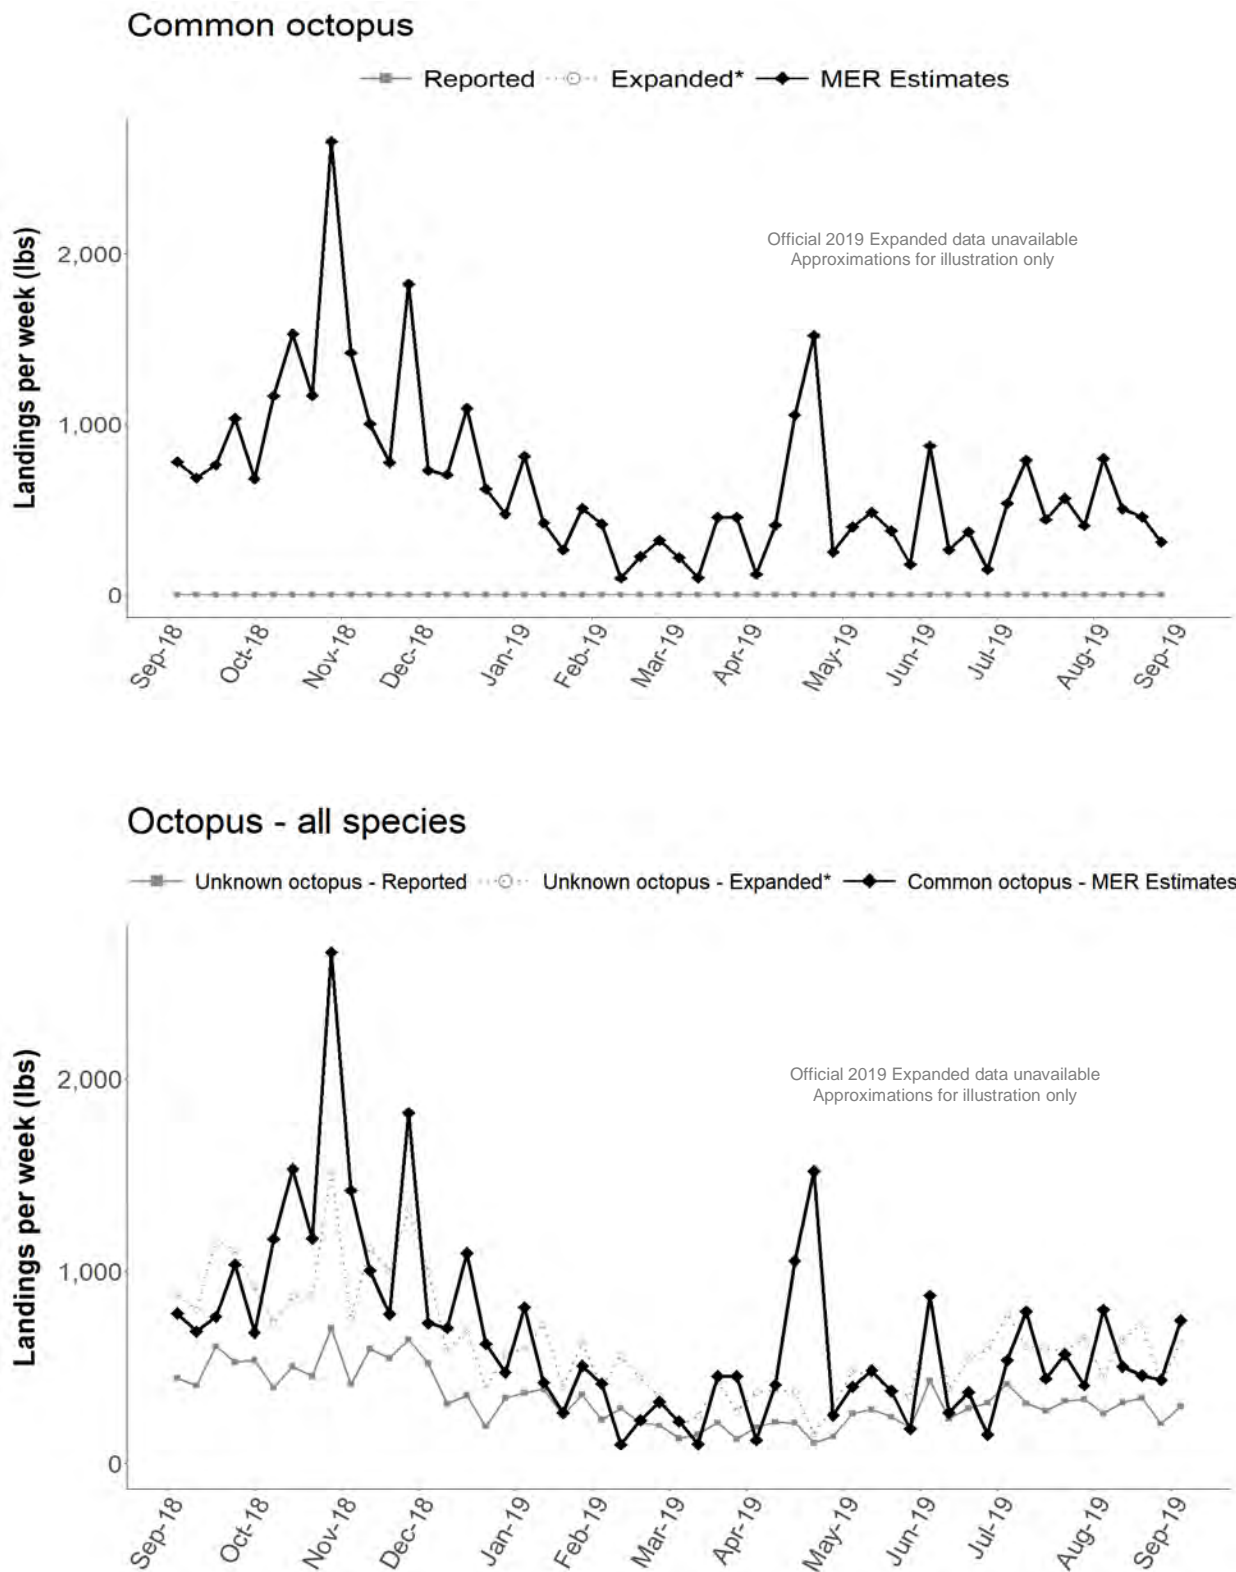 Common octopus
Reported Expanded* MER Estimates
Landings per week (lbs)
2,000
1,000
0
Official 2019 Expanded data unavailable
Approximations for illustration only
Sep-18 Oct-18 Nov-18 Dec-18 Jan-19 Feb-19 Mar-19 Apr-19 May-19 Jun-19 Jul-19 Aug-19 Sep-19
Octopus - all species
Unknown octopus - Reported Unknown octopus - Expanded* Common octopus - MER Estimates
Landings per week (lbs)
2,000
1,000
0
Official 2019 Expanded data unavailable
Approximations for illustration only
Sep-18 Oct-18 Nov-18 Dec-18 Jan-19 Feb-19 Mar-19 Apr-19 May-19 Jun-19 Jul-19 Aug-19 Sep-19